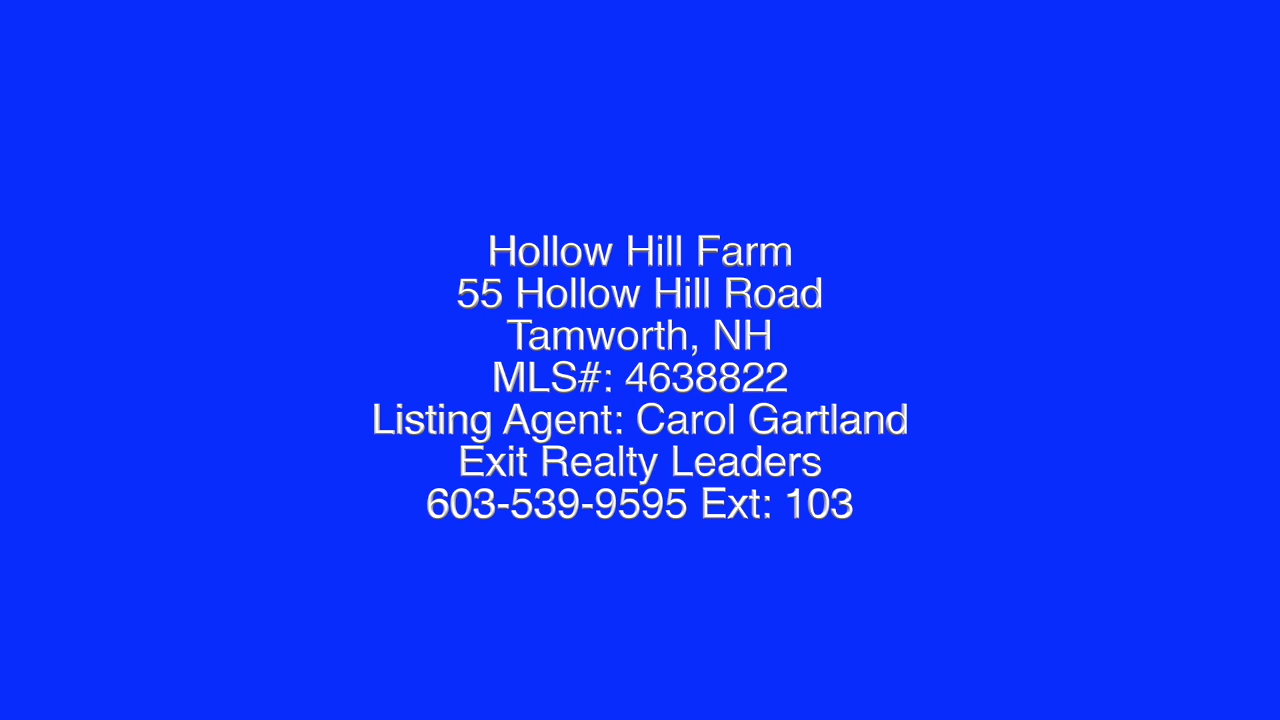 Hollow Hill Farm
55 Hollow Hill Road
Tamworth, NH
MLS#: 4638822
Listing Agent: Carol Gartland
Exit Realty Leaders
603-539-9595 Ext: 103